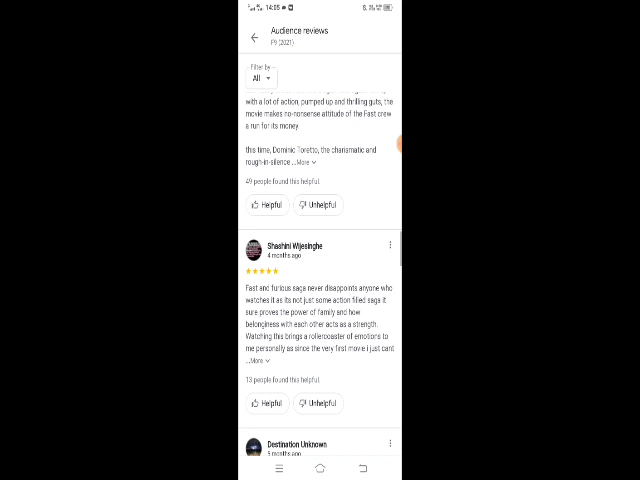 14:05
Audience reviews
F9 (2021)
Filter by
All
with a lot of action, pumped up and thrilling guts, the
movie makes no-nonsense attitude of the Fast crew
a run for its money.
this time, Dominic Toretto, the charismatic and
rough-in-silence ...More
49 people found this helpful.
Helpful Unhelpful
Shashini Wijesinghe
4 months ago
Fast and furious saga never disappoints anyone who
watches it as its not just some action filled saga it
sure proves the power of family and how
belonginess with each other acts as a strength.
Watching this brings a rollercoaster of emotions to
me personally as since the very first movie i just cant
...More
13 people found this helpful.
Helpful Unhelpful
Destination Unknown
months ago